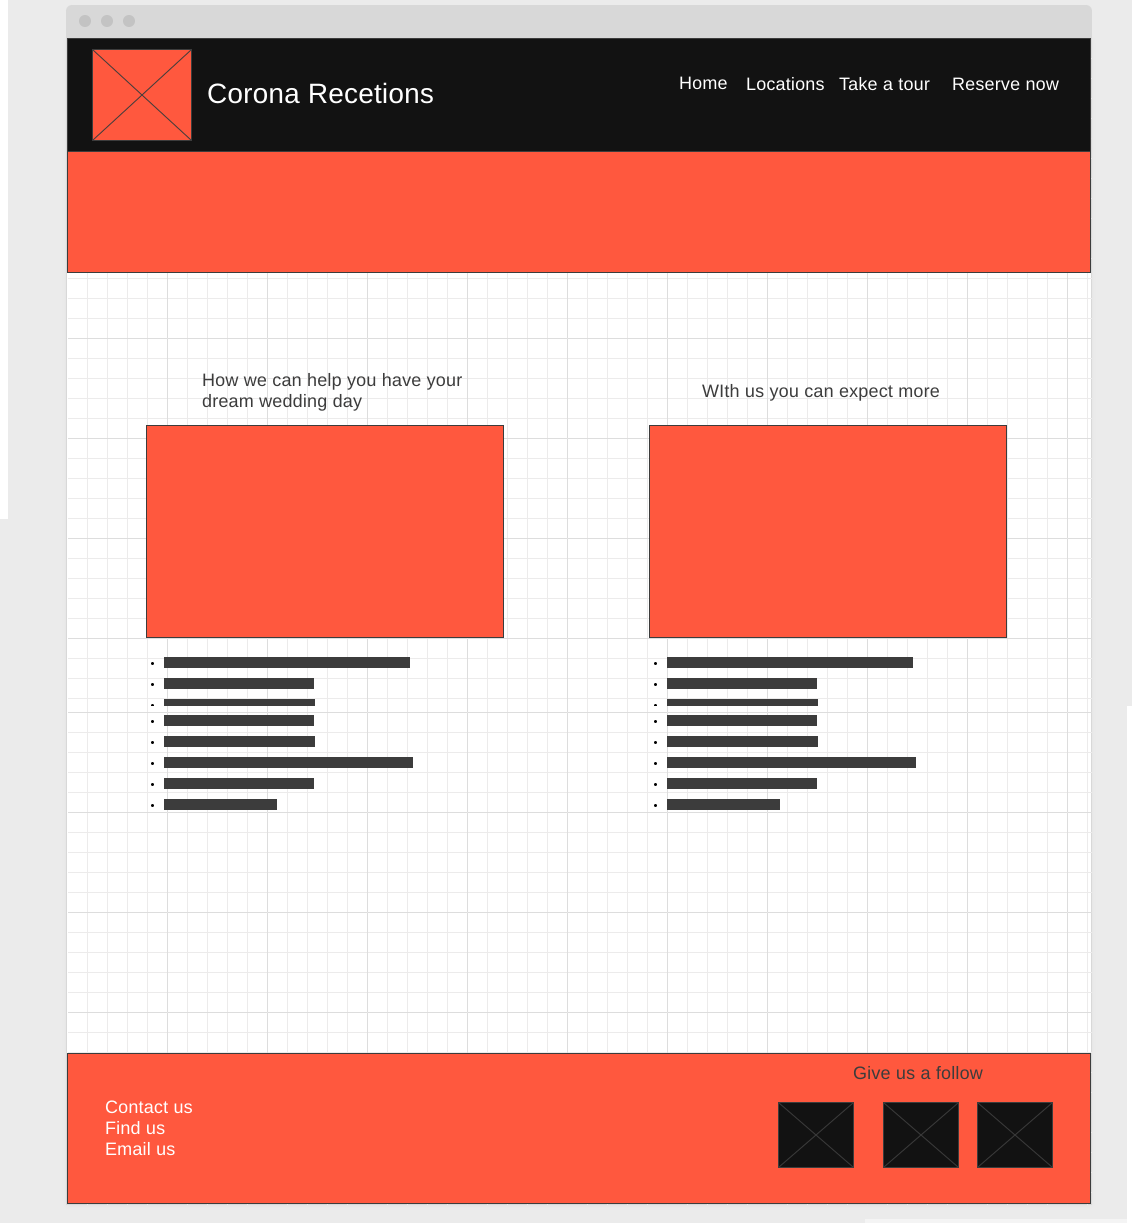 Corona Recetions
Home Locations Take a tour Reserve now
How we can help you have your
dream wedding day
WIth us you can expect more
Give us a follow
Contact us
Find us
Email us